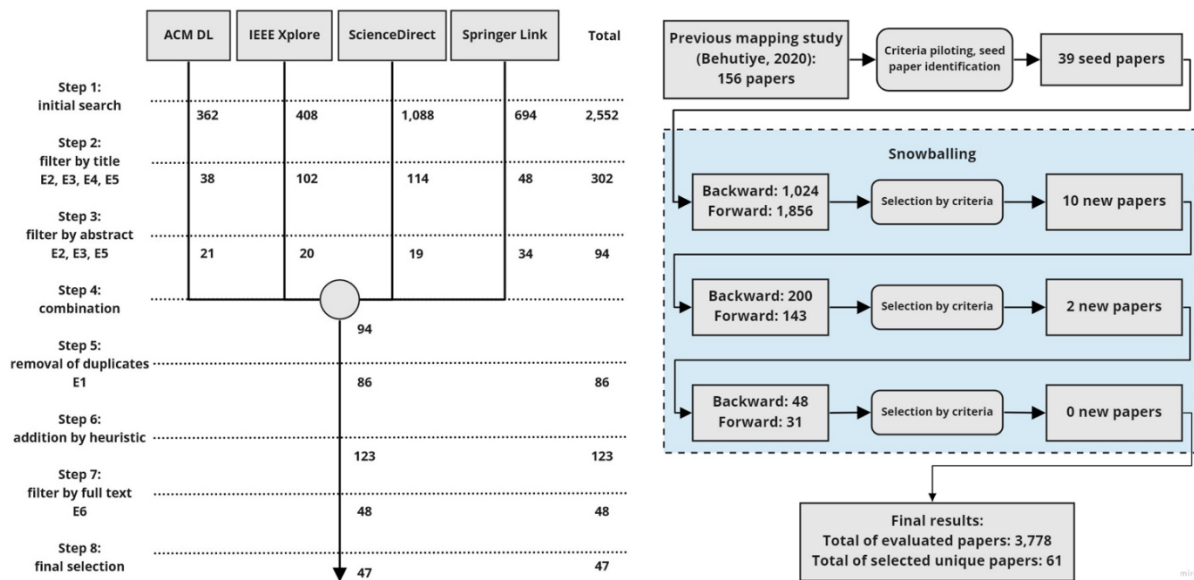 ACM DL
IEEE Xplore
ScienceDirect
Springer Link
Total
Step 1:
initial search
362
408
1,088
694
2,552
Step 2:
filter by title
E2, E3, E4, E5
38
102
114
48
302
Step 3:
filter by abstract
E2, E3, E5
21
20
19
34
94
Step 4:
combination
94
Step 5:
removal of duplicates
E1
86
86
Step 6:
addition by heuristic
123
123
Step 7:
filter by full text
E6
48
48
Step 8:
final selection
47
47
Previous mapping study
(Behutiye, 2020):
156 papers
Criteria piloting, seed
paper identification
39 seed papers
Snowballing
Backward: 1,024
Forward: 1,856
Selection by criteria
10 new papers
Backward: 200
Forward: 143
Selection by criteria
2 new papers
Backward: 48
Forward: 31
Selection by criteria
0 new papers
Final results:
Total of evaluated papers: 3,778
Total of selected unique papers: 61